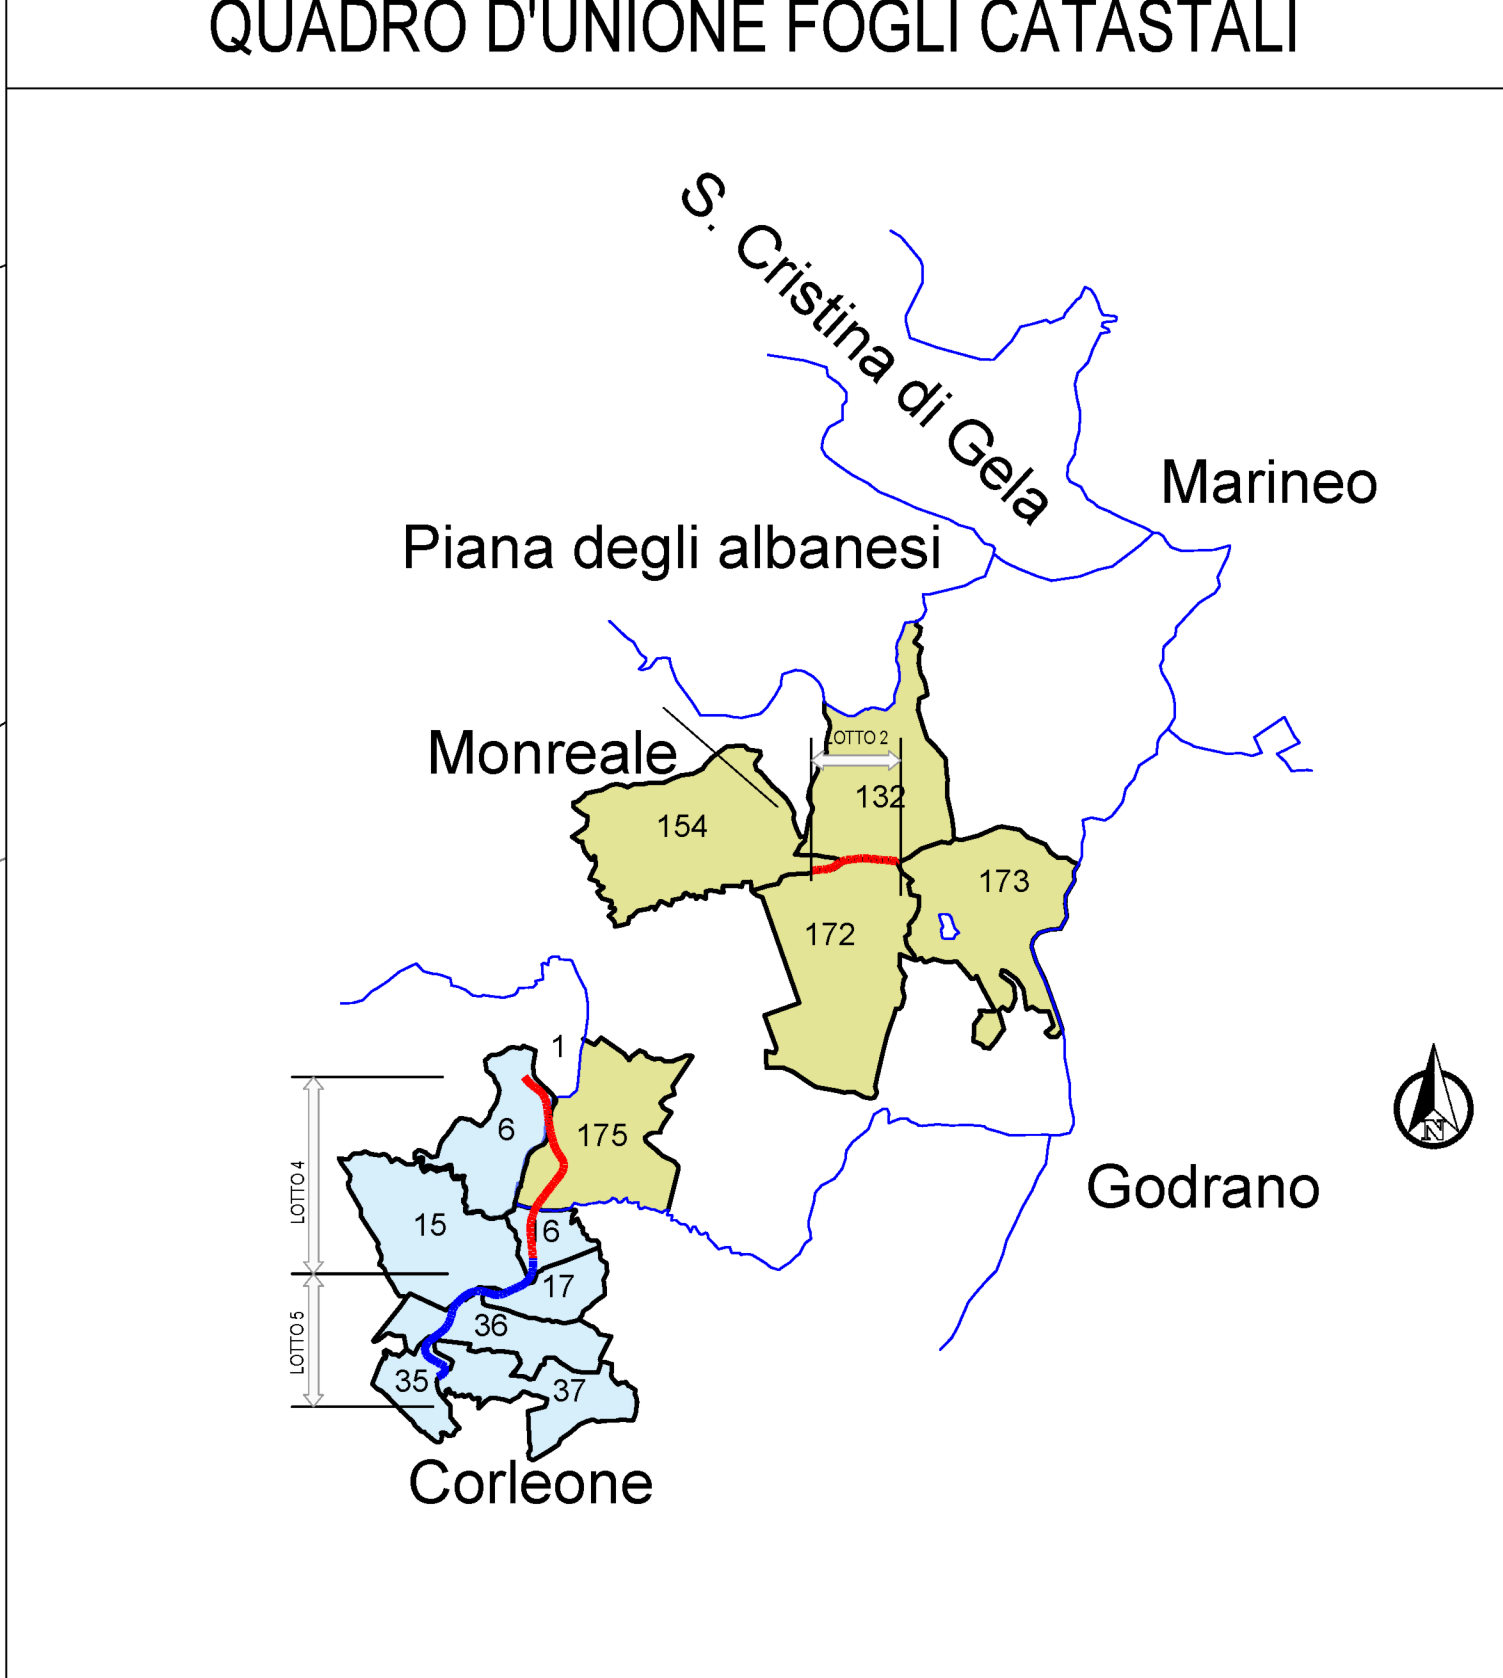 QUADRO D'UNIONE FOGLI CATASTALI
S. Cristina di Gela
Marineo
Piana degli albanesi
Monreale
LOTTO 2
132
154
173
172
1
6
175
LOTTO 4
15
6
17
36
LOTTO 5
35
37
Godrano
N
Corleone